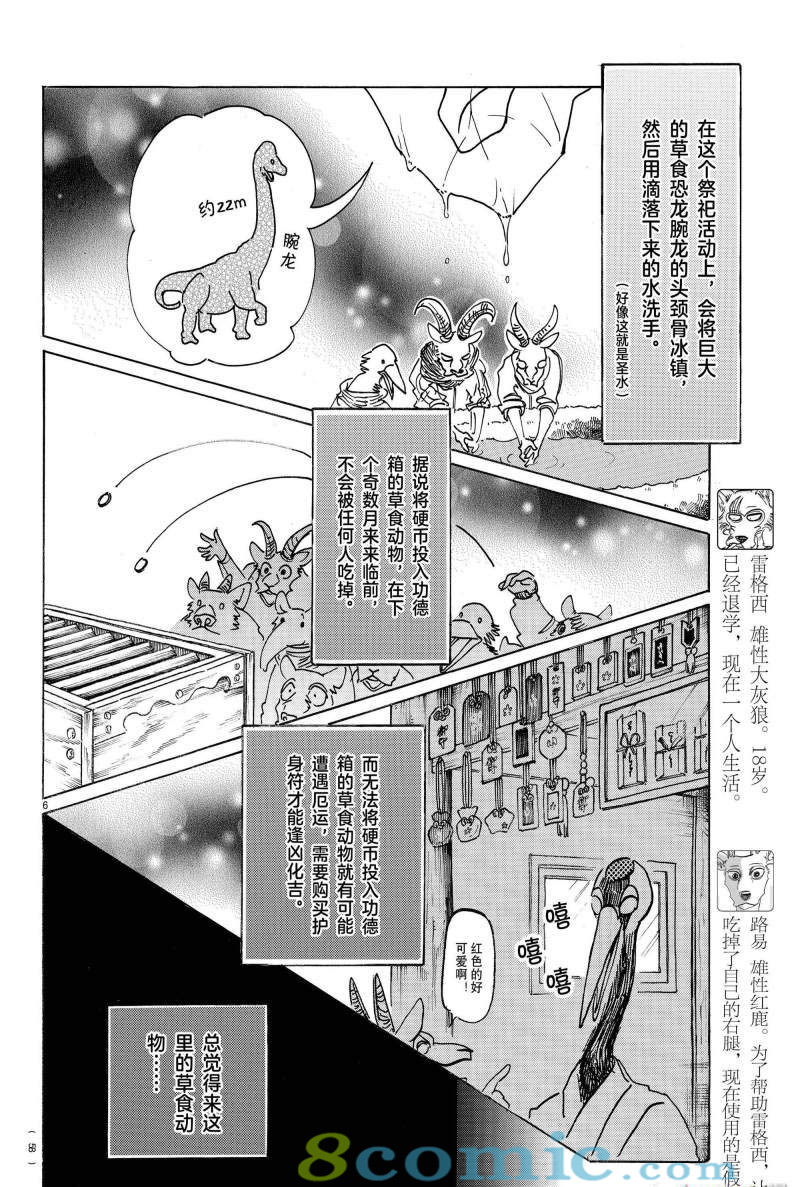 在这个祭祀活动上，会将巨大
的草食恐龙腕龙的头颈骨冰镇，
然后用滴落下来的水洗手。
（好像这就是圣水）
约22m
腕龙
据说将硬币投入功德
箱的草食动物，在下
个奇数月来来临前，
不会被任何人吃掉。
而无法将硬币投入功德
箱的草食动物就有可能
遭遇厄运，需要购买护
身符才能逢凶化吉。
嘻
嘻
嘻
红色的好
可爱啊！
总觉得来这
里的草食动
物……
雷格西 雄性大灰狼。18岁。
已经退学，现在一个人生活。
路易 雄性红鹿。为了帮助雷格西，
吃掉了自己的右腿，现在使用的是假
6
8comic.com